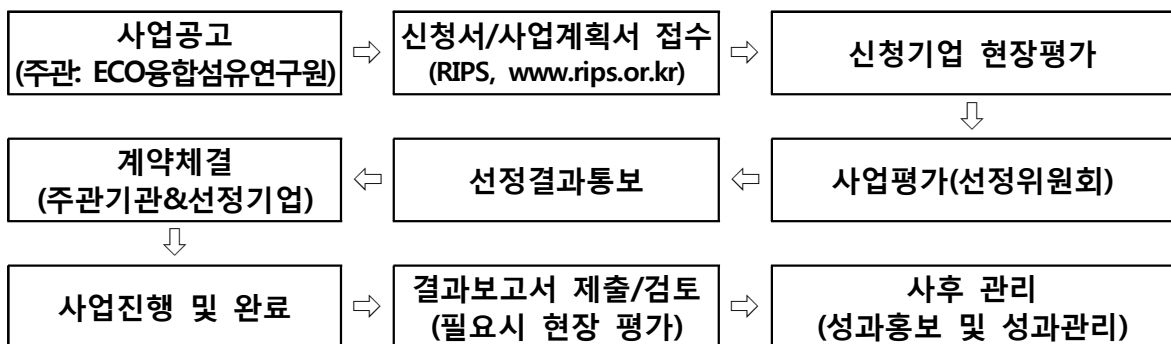 사업공고
(주관: ECO융합섬유연구원)
⇨
신청서/사업계획서 접수
(RIPS, www.rips.or.kr)
⇨
신청기업 현장평가
⇩
사업평가(선정위원회)
⇦
선정결과통보
⇦
계약체결
(주관기관&선정기업)
⇩
사업진행 및 완료
⇨
결과보고서 제출/검토
(필요시 현장 평가)
⇨
사후 관리
(성과홍보 및 성과관리)